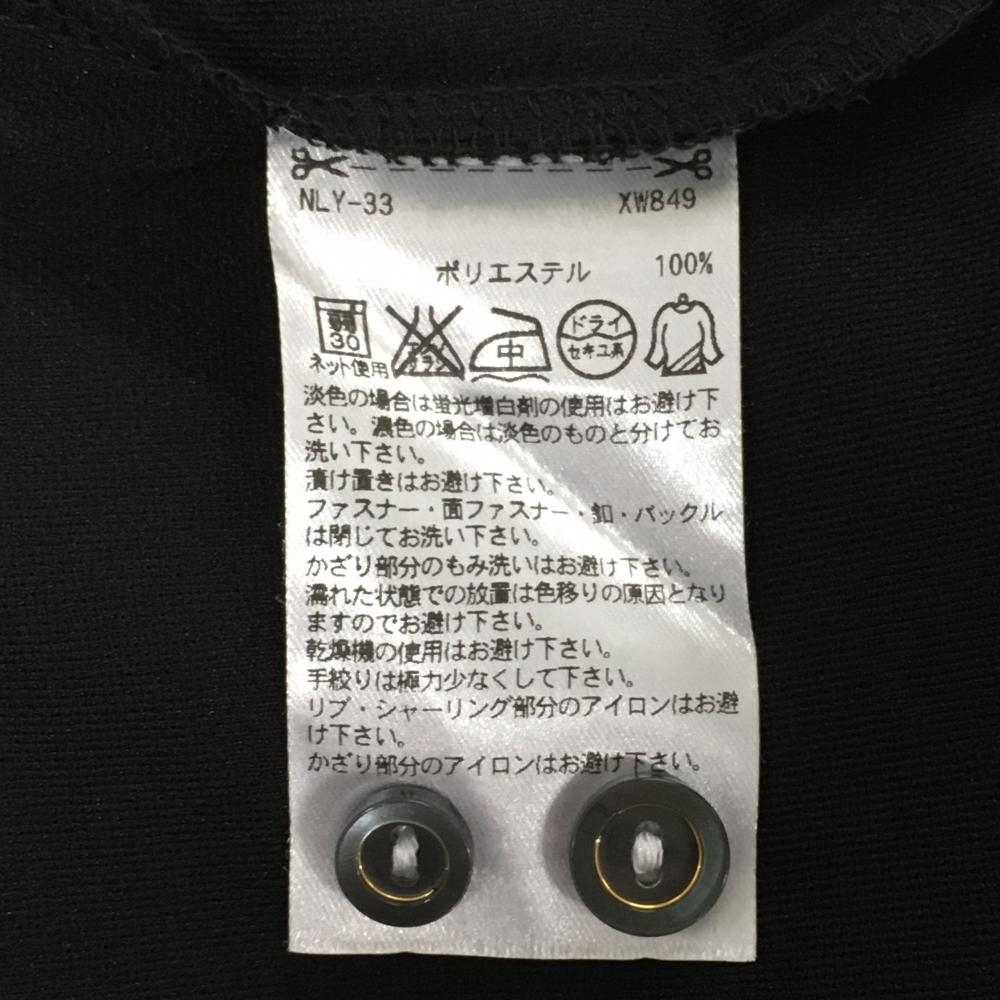 NLY-33 XW849
ポリエステル 100%
弱 30 中 ドライ セキユ系
ネット使用
淡色の場合は蛍光増白剤の使用はお避け下
さい。濃色の場合は淡色のものと分けてお
洗い下さい。
漬け置きはお避け下さい。
ファスナー・面ファスナー・釦・バックル
は閉じてお洗い下さい。
かざり部分のもみ洗いはお避け下さい。
濡れた状態での放置は色移りの原因となり
ますのでお避け下さい。
乾燥機の使用はお避け下さい。
手絞りは極力少なくして下さい。
リブ・シャーリング部分のアイロンはお避
け下さい。
かざり部分のアイロンはお避け下さい。